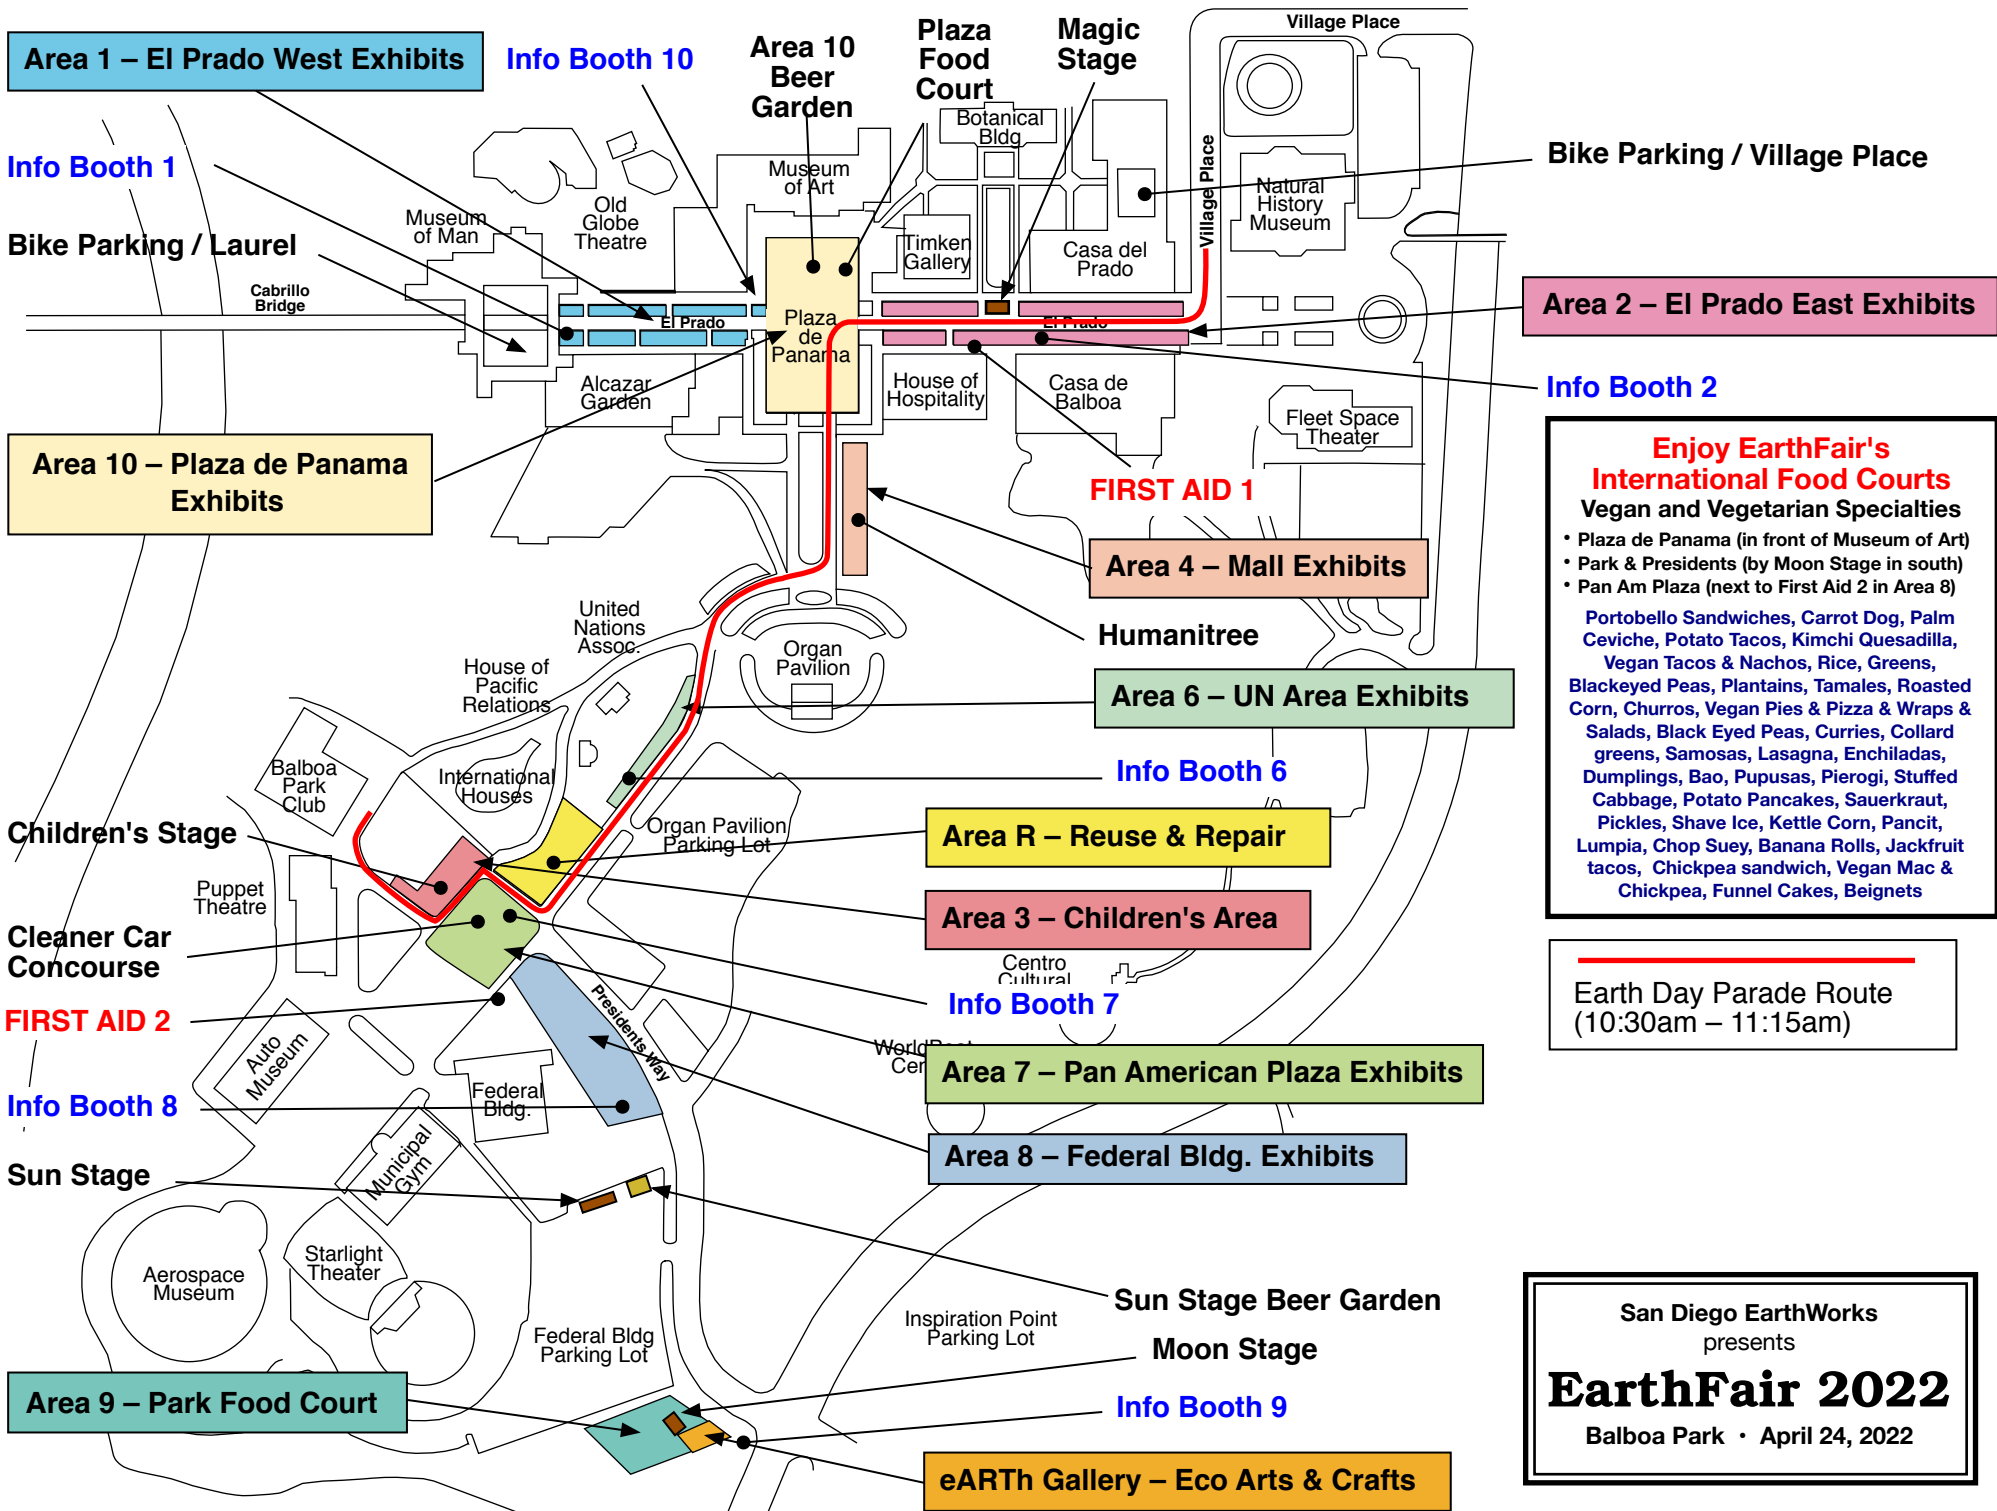 Village Place
Area 1 – El Prado West Exhibits
Info Booth 10
Area 10
Beer
Garden
Plaza
Food
Court
Magic
Stage
Botanical
Bldg
Village Place
Bike Parking / Village Place
Info Booth 1
Museum
of Art
Natural
History
Museum
Old
Globe
Theatre
Museum
of Man
Bike Parking / Laurel
Timken
Gallery
Casa del
Prado
Cabrillo
Bridge
El Prado
Plaza
de
Panama
El Prado
Area 2 – El Prado East Exhibits
Alcazar
Garden
House of
Hospitality
Casa de
Balboa
Info Booth 2
Fleet Space
Theater
Area 10 – Plaza de Panama
Exhibits
FIRST AID 1
Enjoy EarthFair's
International Food Courts
Vegan and Vegetarian Specialties
• Plaza de Panama (in front of Museum of Art)
• Park & Presidents (by Moon Stage in south)
• Pan Am Plaza (next to First Aid 2 in Area 8)
Portobello Sandwiches, Carrot Dog, Palm
Ceviche, Potato Tacos, Kimchi Quesadilla,
Vegan Tacos & Nachos, Rice, Greens,
Blackeyed Peas, Plantains, Tamales, Roasted
Corn, Churros, Vegan Pies & Pizza & Wraps &
Salads, Black Eyed Peas, Curries, Collard
greens, Samosas, Lasagna, Enchiladas,
Dumplings, Bao, Pupusas, Pierogi, Stuffed
Cabbage, Potato Pancakes, Sauerkraut,
Pickles, Shave Ice, Kettle Corn, Pancit,
Lumpia, Chop Suey, Banana Rolls, Jackfruit
tacos, Chickpea sandwich, Vegan Mac &
Chickpea, Funnel Cakes, Beignets
Area 4 – Mall Exhibits
United
Nations
Assoc.
Humanitree
Organ
Pavilion
House of
Pacific
Relations
Area 6 – UN Area Exhibits
Balboa
Park
Club
International
Houses
Info Booth 6
Children's Stage
Organ Pavilion
Parking Lot
Area R – Reuse & Repair
Puppet
Theatre
Area 3 – Children's Area
Cleaner Car
Concourse
Centro
Cultural
Earth Day Parade Route
(10:30am – 11:15am)
Info Booth 7
FIRST AID 2
Presidents Way
Auto
Museum
Area 7 – Pan American Plaza Exhibits
Federal
Bldg.
Info Booth 8
Municipal
Gym
Area 8 – Federal Bldg. Exhibits
Sun Stage
Starlight
Theater
Aerospace
Museum
Sun Stage Beer Garden
Federal Bldg
Parking Lot
Inspiration Point
Parking Lot
Moon Stage
Area 9 – Park Food Court
Info Booth 9
eARTh Gallery – Eco Arts & Crafts
San Diego EarthWorks
presents
EarthFair 2022
Balboa Park • April 24, 2022